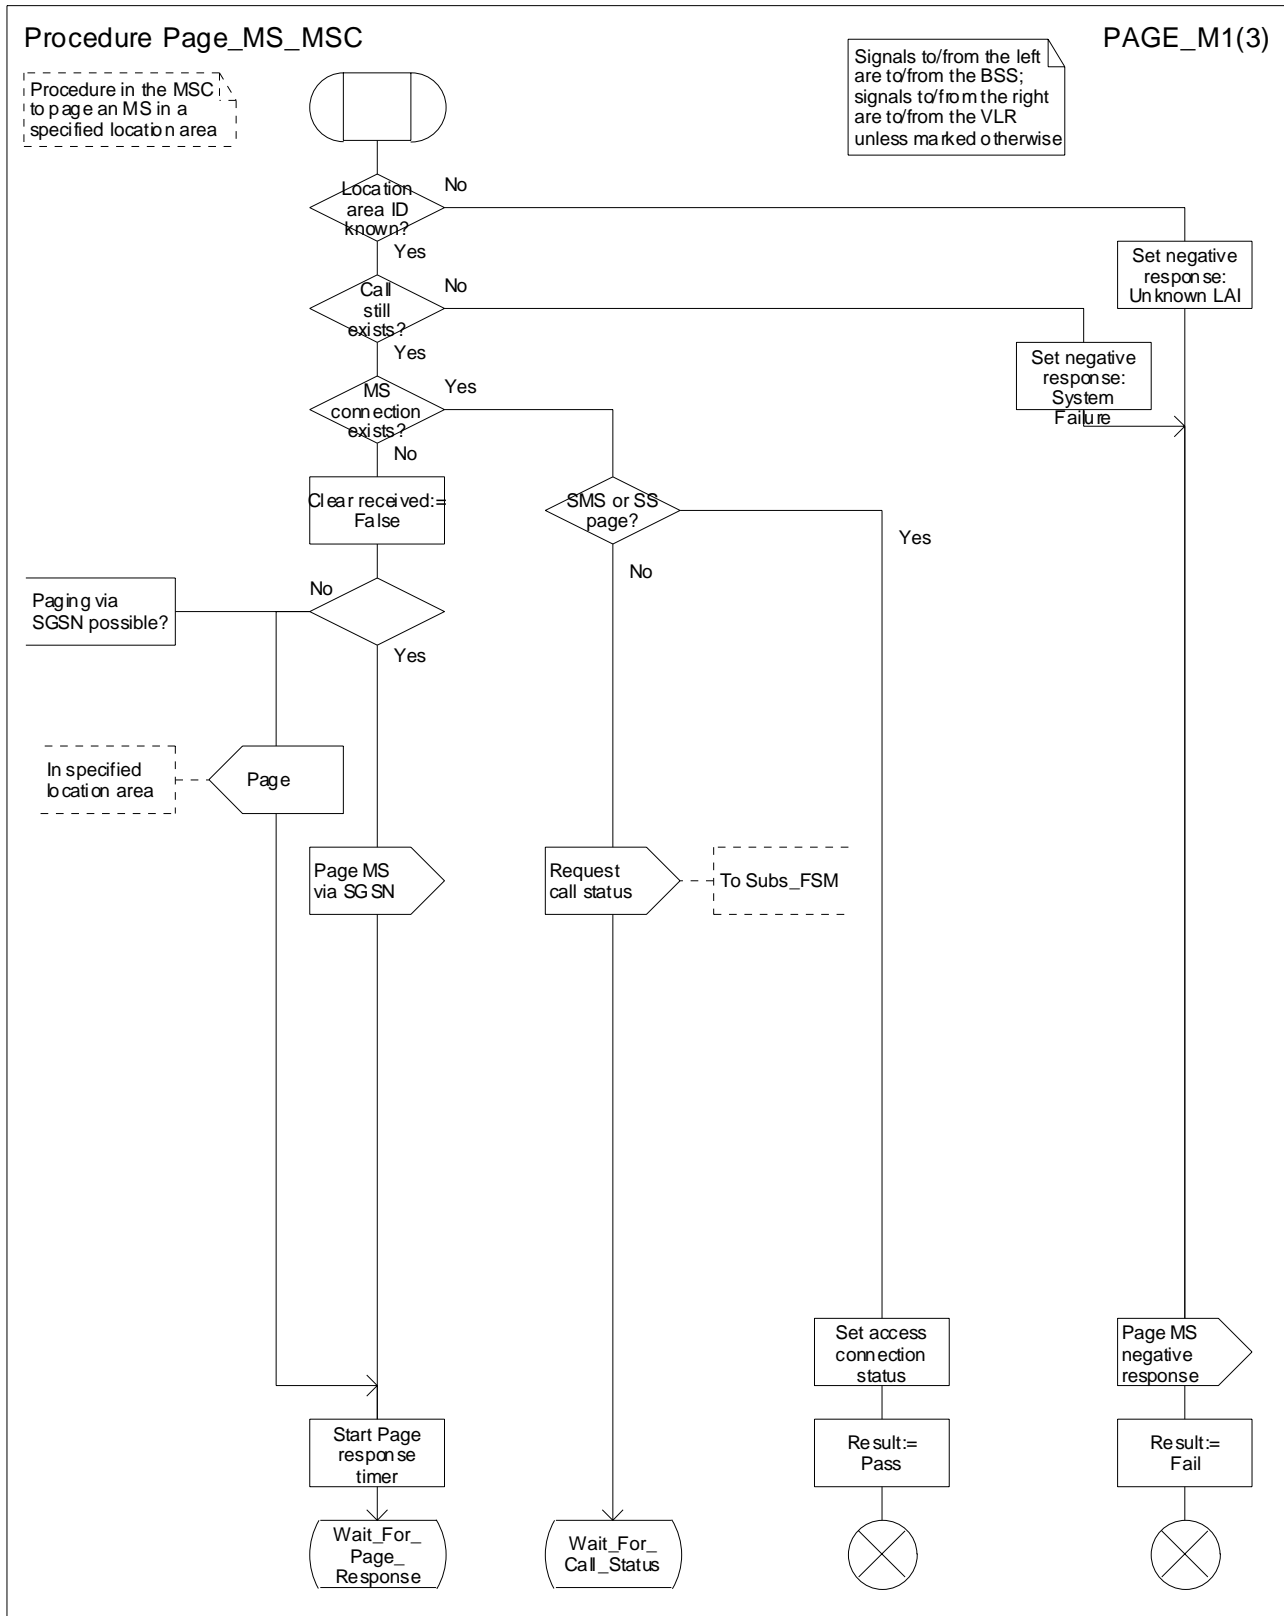 Procedure Page_MS_MSC
PAGE_M1(3)
Procedure in the MSC
to page an MS in a
specified location area
Signals to/from the left
are to/from the BSS;
signals to/from the right
are to/from the VLR
unless marked otherwise
Location
area ID
known?
No
Yes
Set negative
response:
Unknown LAI
Call
still
exists?
No
Yes
Set negative
response:
System
Failure
MS
connection
exists?
Yes
No
Clear received:=
False
SMS or SS
page?
Yes
No
Paging via
SGSN possible?
No
Yes
In specified
location area
Page
Page MS
via SGSN
Request
call status
To Subs_FSM
Set access
connection
status
Page MS
negative
response
Start Page
response
timer
Result:=
Pass
Result:=
Fail
Wait_For_
Page_
Response
Wait_For_
Call_Status